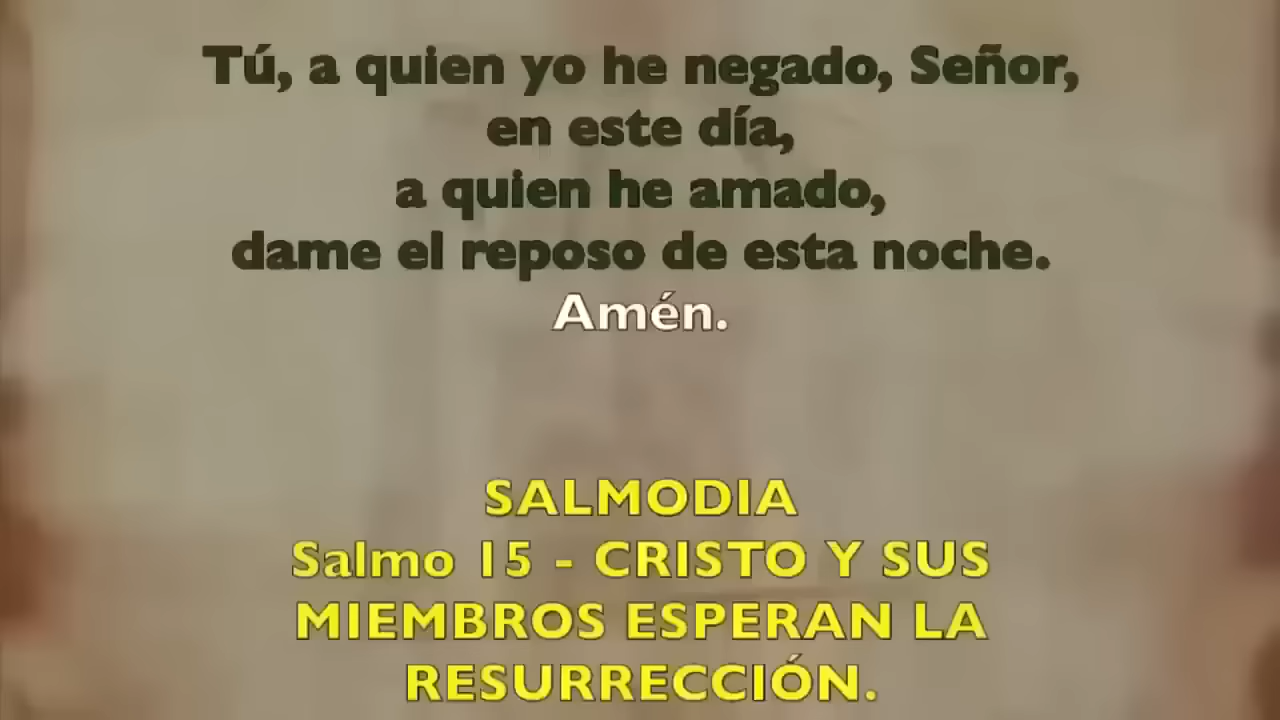 Tú, a quien yo he negado, Señor,
en este día,
a quien he amado,
dame el reposo de esta noche.
Amén.
SALMODIA
Salmo 15 - CRISTO Y SUS
MIEMBROS ESPERAN LA
RESURRECCIÓN.